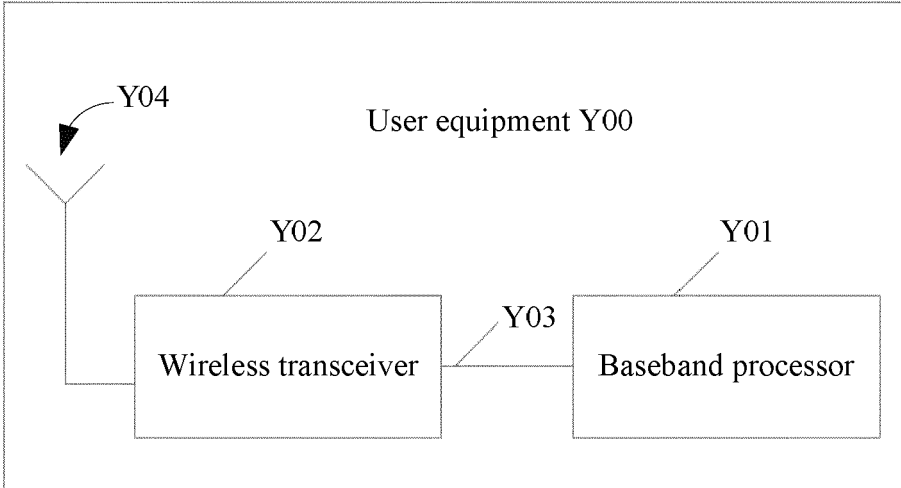 Y04
User equipment Y00
Y02
Y01
Y03
Wireless transceiver
Baseband processor